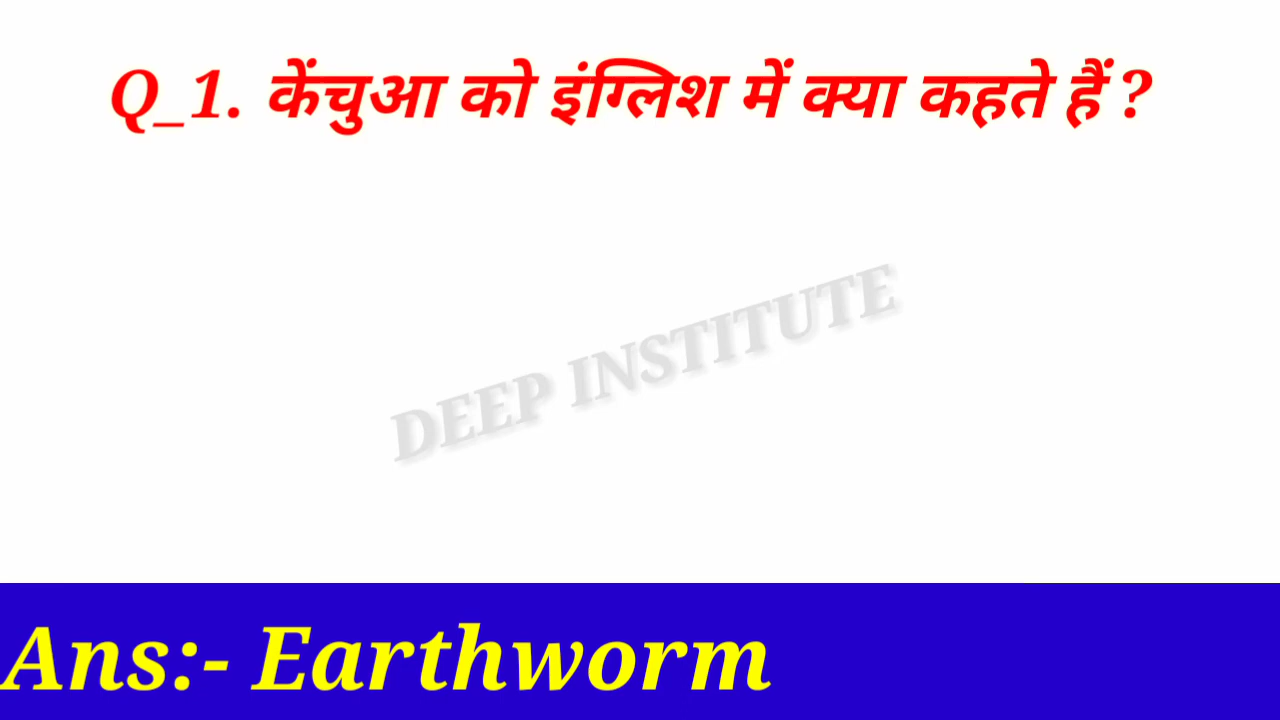 Q_1. केंचुआ को इंग्लिश में क्या कहते हैं ?
DEEP INSTITUTE
Ans:- Earthworm